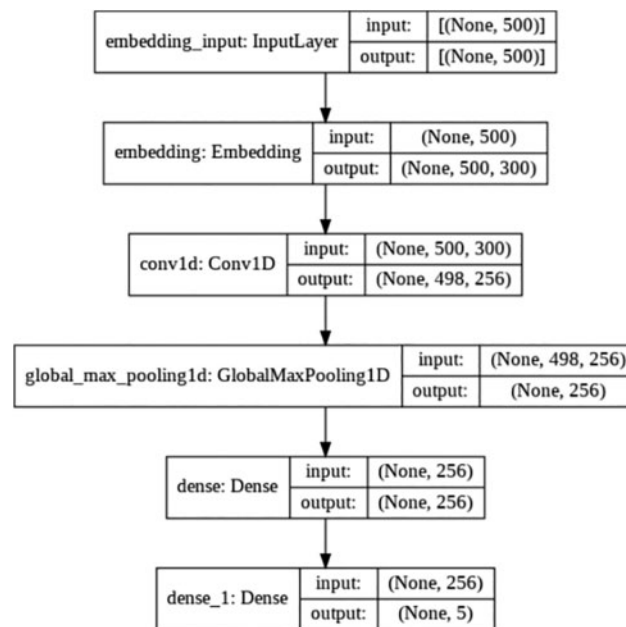 embedding_input: InputLayer input: [(None, 500)]
output: [(None, 500)]
embedding: Embedding input: (None, 500)
output: (None, 500, 300)
conv1d: Conv1D input: (None, 500, 300)
output: (None, 498, 256)
global_max_pooling1d: GlobalMaxPooling1D input: (None, 498, 256)
output: (None, 256)
dense: Dense input: (None, 256)
output: (None, 256)
dense_1: Dense input: (None, 256)
output: (None, 5)